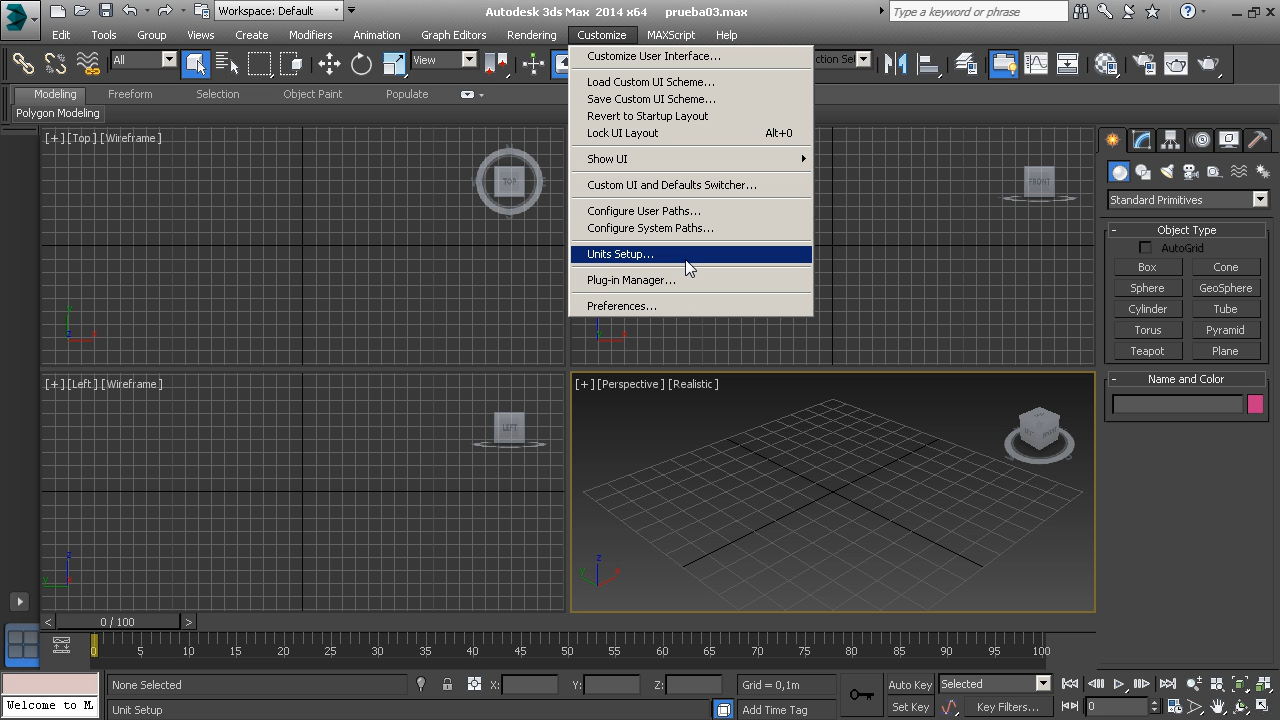 Workspace: Default
Autodesk 3ds Max 2014 x64 prueba03.max
Type a keyword or phrase
Edit Tools Group Views Create Modifiers Animation Graph Editors Rendering Customize MAXScript Help
All
View
ction Set
Modeling Freeform Selection Object Paint Populate
Polygon Modeling
Customize User Interface...
Load Custom UI Scheme...
Save Custom UI Scheme...
Revert to Startup Layout
Lock UI Layout Alt+0
Show UI
Custom UI and Defaults Switcher...
Configure User Paths...
Configure System Paths...
Units Setup...
Plug-in Manager...
Preferences...
[+][Top][Wireframe]
TOP
FRONT
[+][Left][Wireframe]
LEFT
[+][Perspective][Realistic]
Standard Primitives
- Object Type
AutoGrid
Box Cone
Sphere GeoSphere
Cylinder Tube
Torus Pyramid
Teapot Plane
- Name and Color
x
y
z
< 0 / 100 >
0 5 10 15 20 25 30 35 40 45 50 55 60 65 70 75 80 85 90 95 100
None Selected X: Y: Z: Grid = 0,1m Auto Key Selected
Welcome to M
Unit Setup Add Time Tag Set Key Key Filters... 0